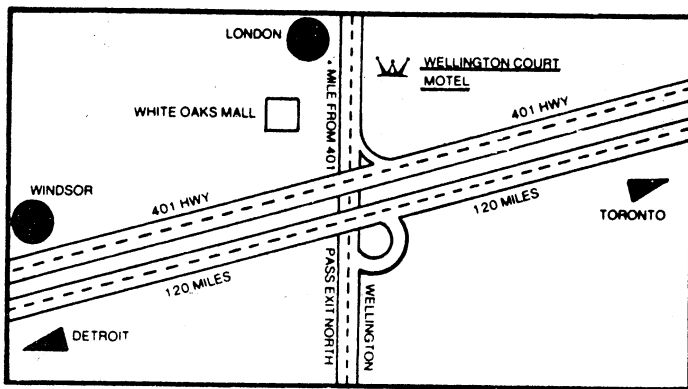 LONDON
WELLINGTON COURT
MOTEL
MILE FROM 401
WHITE OAKS MALL
401 HWY
WINDSOR
401 HWY
TORONTO
120 MILES
120 MILES
PASS EXIT NORTH
WELLINGTON
DETROIT